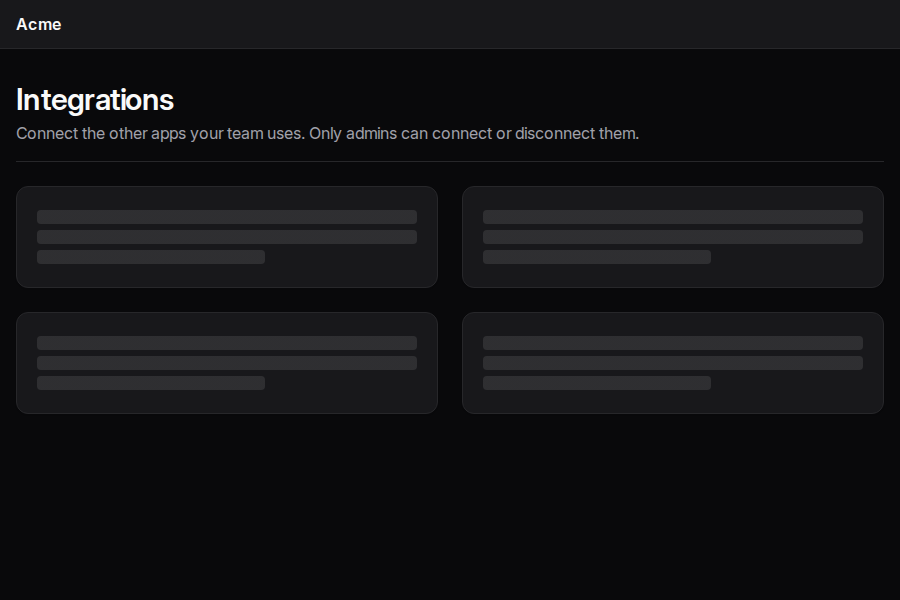 Acme
Integrations
Connect the other apps your team uses. Only admins can connect or disconnect them.